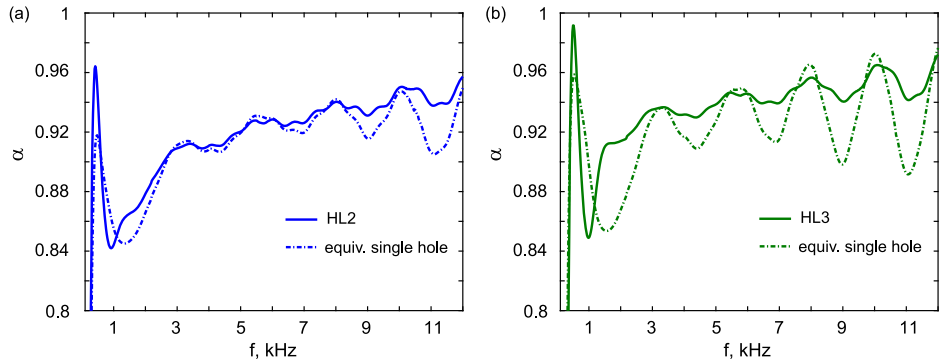 (a)
1
0.96
0.92
α
0.88
0.84
0.8
HL2
equiv. single hole
1 3 5 7 9 11
f, kHz
(b)
1
0.96
0.92
α
0.88
0.84
0.8
HL3
equiv. single hole
1 3 5 7 9 11
f, kHz